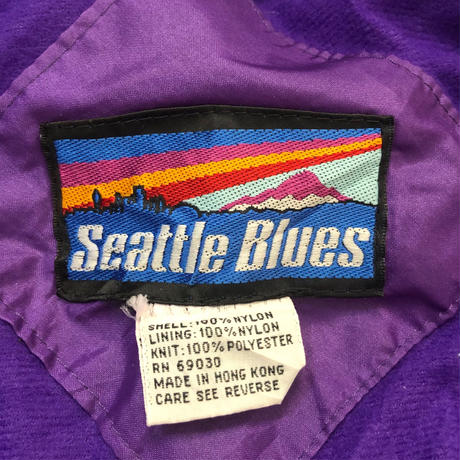 Seattle Blues
SHELL:100%NYLON
LINING:100%NYLON
KNIT:100%POLYESTER
RN 69030
MADE IN HONG KONG
CARE SEE REVERSE